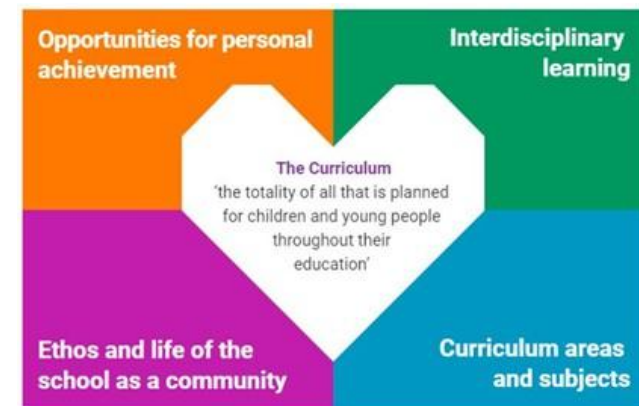 Opportunities for personal
achievement
Interdisciplinary
learning
The Curriculum
'the totality of all that is planned
for children and young people
throughout their
education'
Ethos and life of the
school as a community
Curriculum areas
and subjects